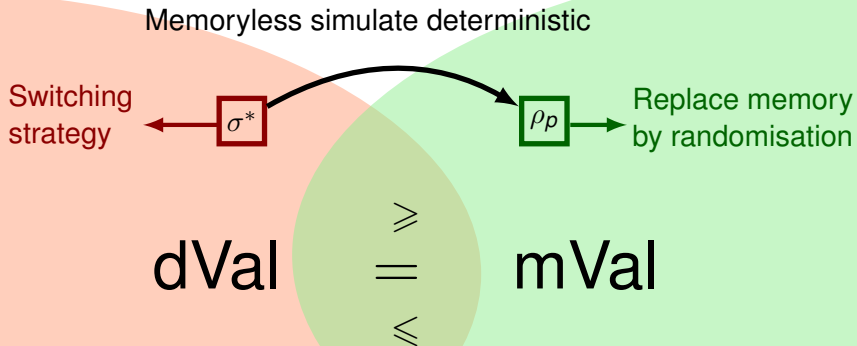 Memoryless simulate deterministic
Switching
strategy
σ*
ρp
Replace memory
by randomisation
⩾
dVal = mVal
⩽